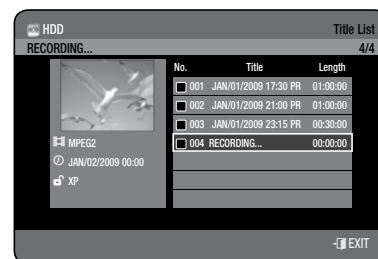 HDD Title List
RECORDING... 4/4
No. Title Length
001 JAN/01/2009 17:30 PR 01:00:00
002 JAN/01/2009 21:00 PR 01:00:00
003 JAN/01/2009 23:15 PR 00:30:00
004 RECORDING... 00:00:00
MPEG2
JAN/02/2009 00:00
XP
EXIT